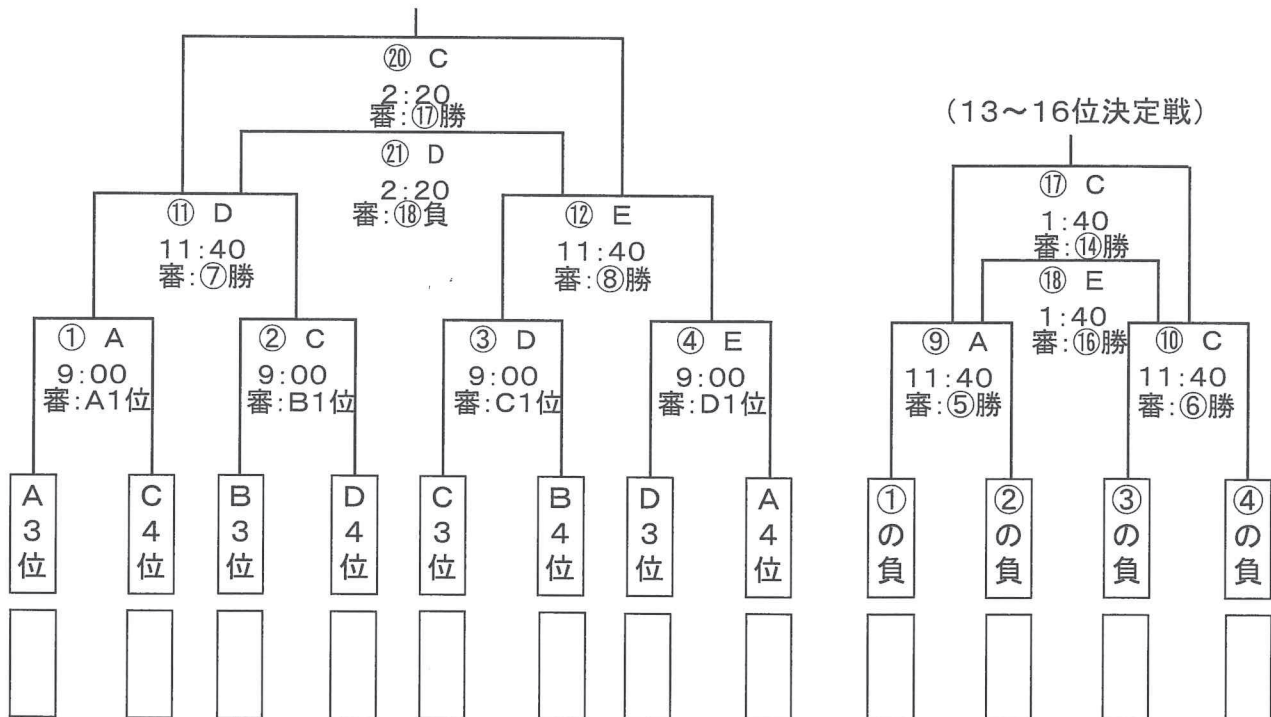 ⑳ C
2:20
審:⑰勝
㉑ D
2:20
審:⑱負
⑪ D
11:40
審:⑦勝
⑫ E
11:40
審:⑧勝
① A
9:00
審:A1位
② C
9:00
審:B1位
③ D
9:00
審:C1位
④ E
9:00
審:D1位
A3位
C4位
B3位
D4位
C3位
B4位
D3位
A4位
(13～16位決定戦)
⑰ C
1:40
審:⑭勝
⑱ E
1:40
審:⑯勝
⑨ A
11:40
審:⑤勝
⑩ C
11:40
審:⑥勝
①の負
②の負
③の負
④の負